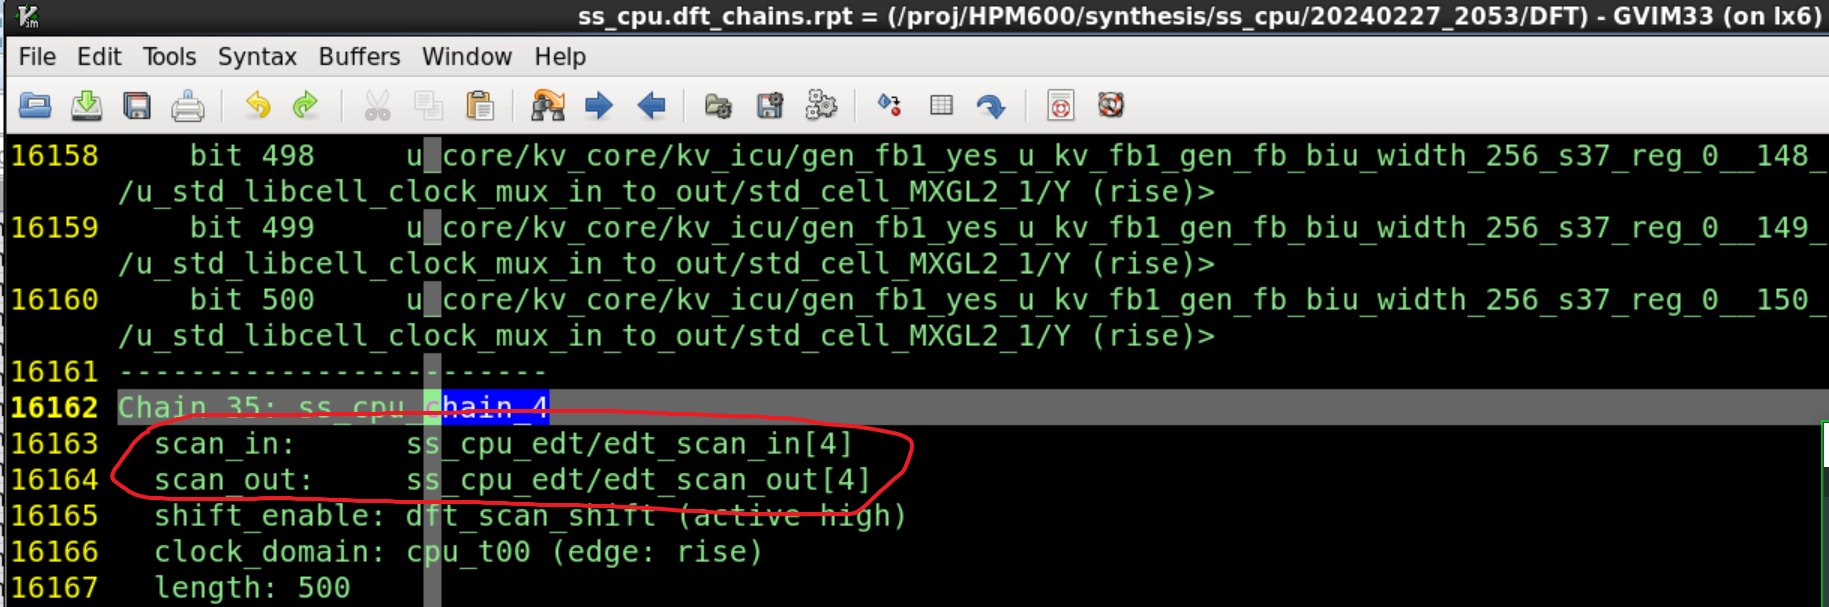 ss_cpu.dft_chains.rpt = (/proj/HPM600/synthesis/ss_cpu/20240227_2053/DFT) - GVIM33 (on lx6)
File Edit Tools Syntax Buffers Window Help
16158 bit 498 u_core/kv_core/kv_icu/gen_fb1_yes_u_kv_fb1_gen_fb_biu_width_256_s37_reg_0__148_
/u_std_libcell_clock_mux_in_to_out/std_cell_MXGL2_1/Y (rise)>
16159 bit 499 u_core/kv_core/kv_icu/gen_fb1_yes_u_kv_fb1_gen_fb_biu_width_256_s37_reg_0__149_
/u_std_libcell_clock_mux_in_to_out/std_cell_MXGL2_1/Y (rise)>
16160 bit 500 u_core/kv_core/kv_icu/gen_fb1_yes_u_kv_fb1_gen_fb_biu_width_256_s37_reg_0__150_
/u_std_libcell_clock_mux_in_to_out/std_cell_MXGL2_1/Y (rise)>
16161 ------------------------
16162 Chain 35: ss_cpu_chain_4
16163 scan_in: ss_cpu_edt/edt_scan_in[4]
16164 scan_out: ss_cpu_edt/edt_scan_out[4]
16165 shift_enable: dft_scan_shift (active high)
16166 clock_domain: cpu_t00 (edge: rise)
16167 length: 500